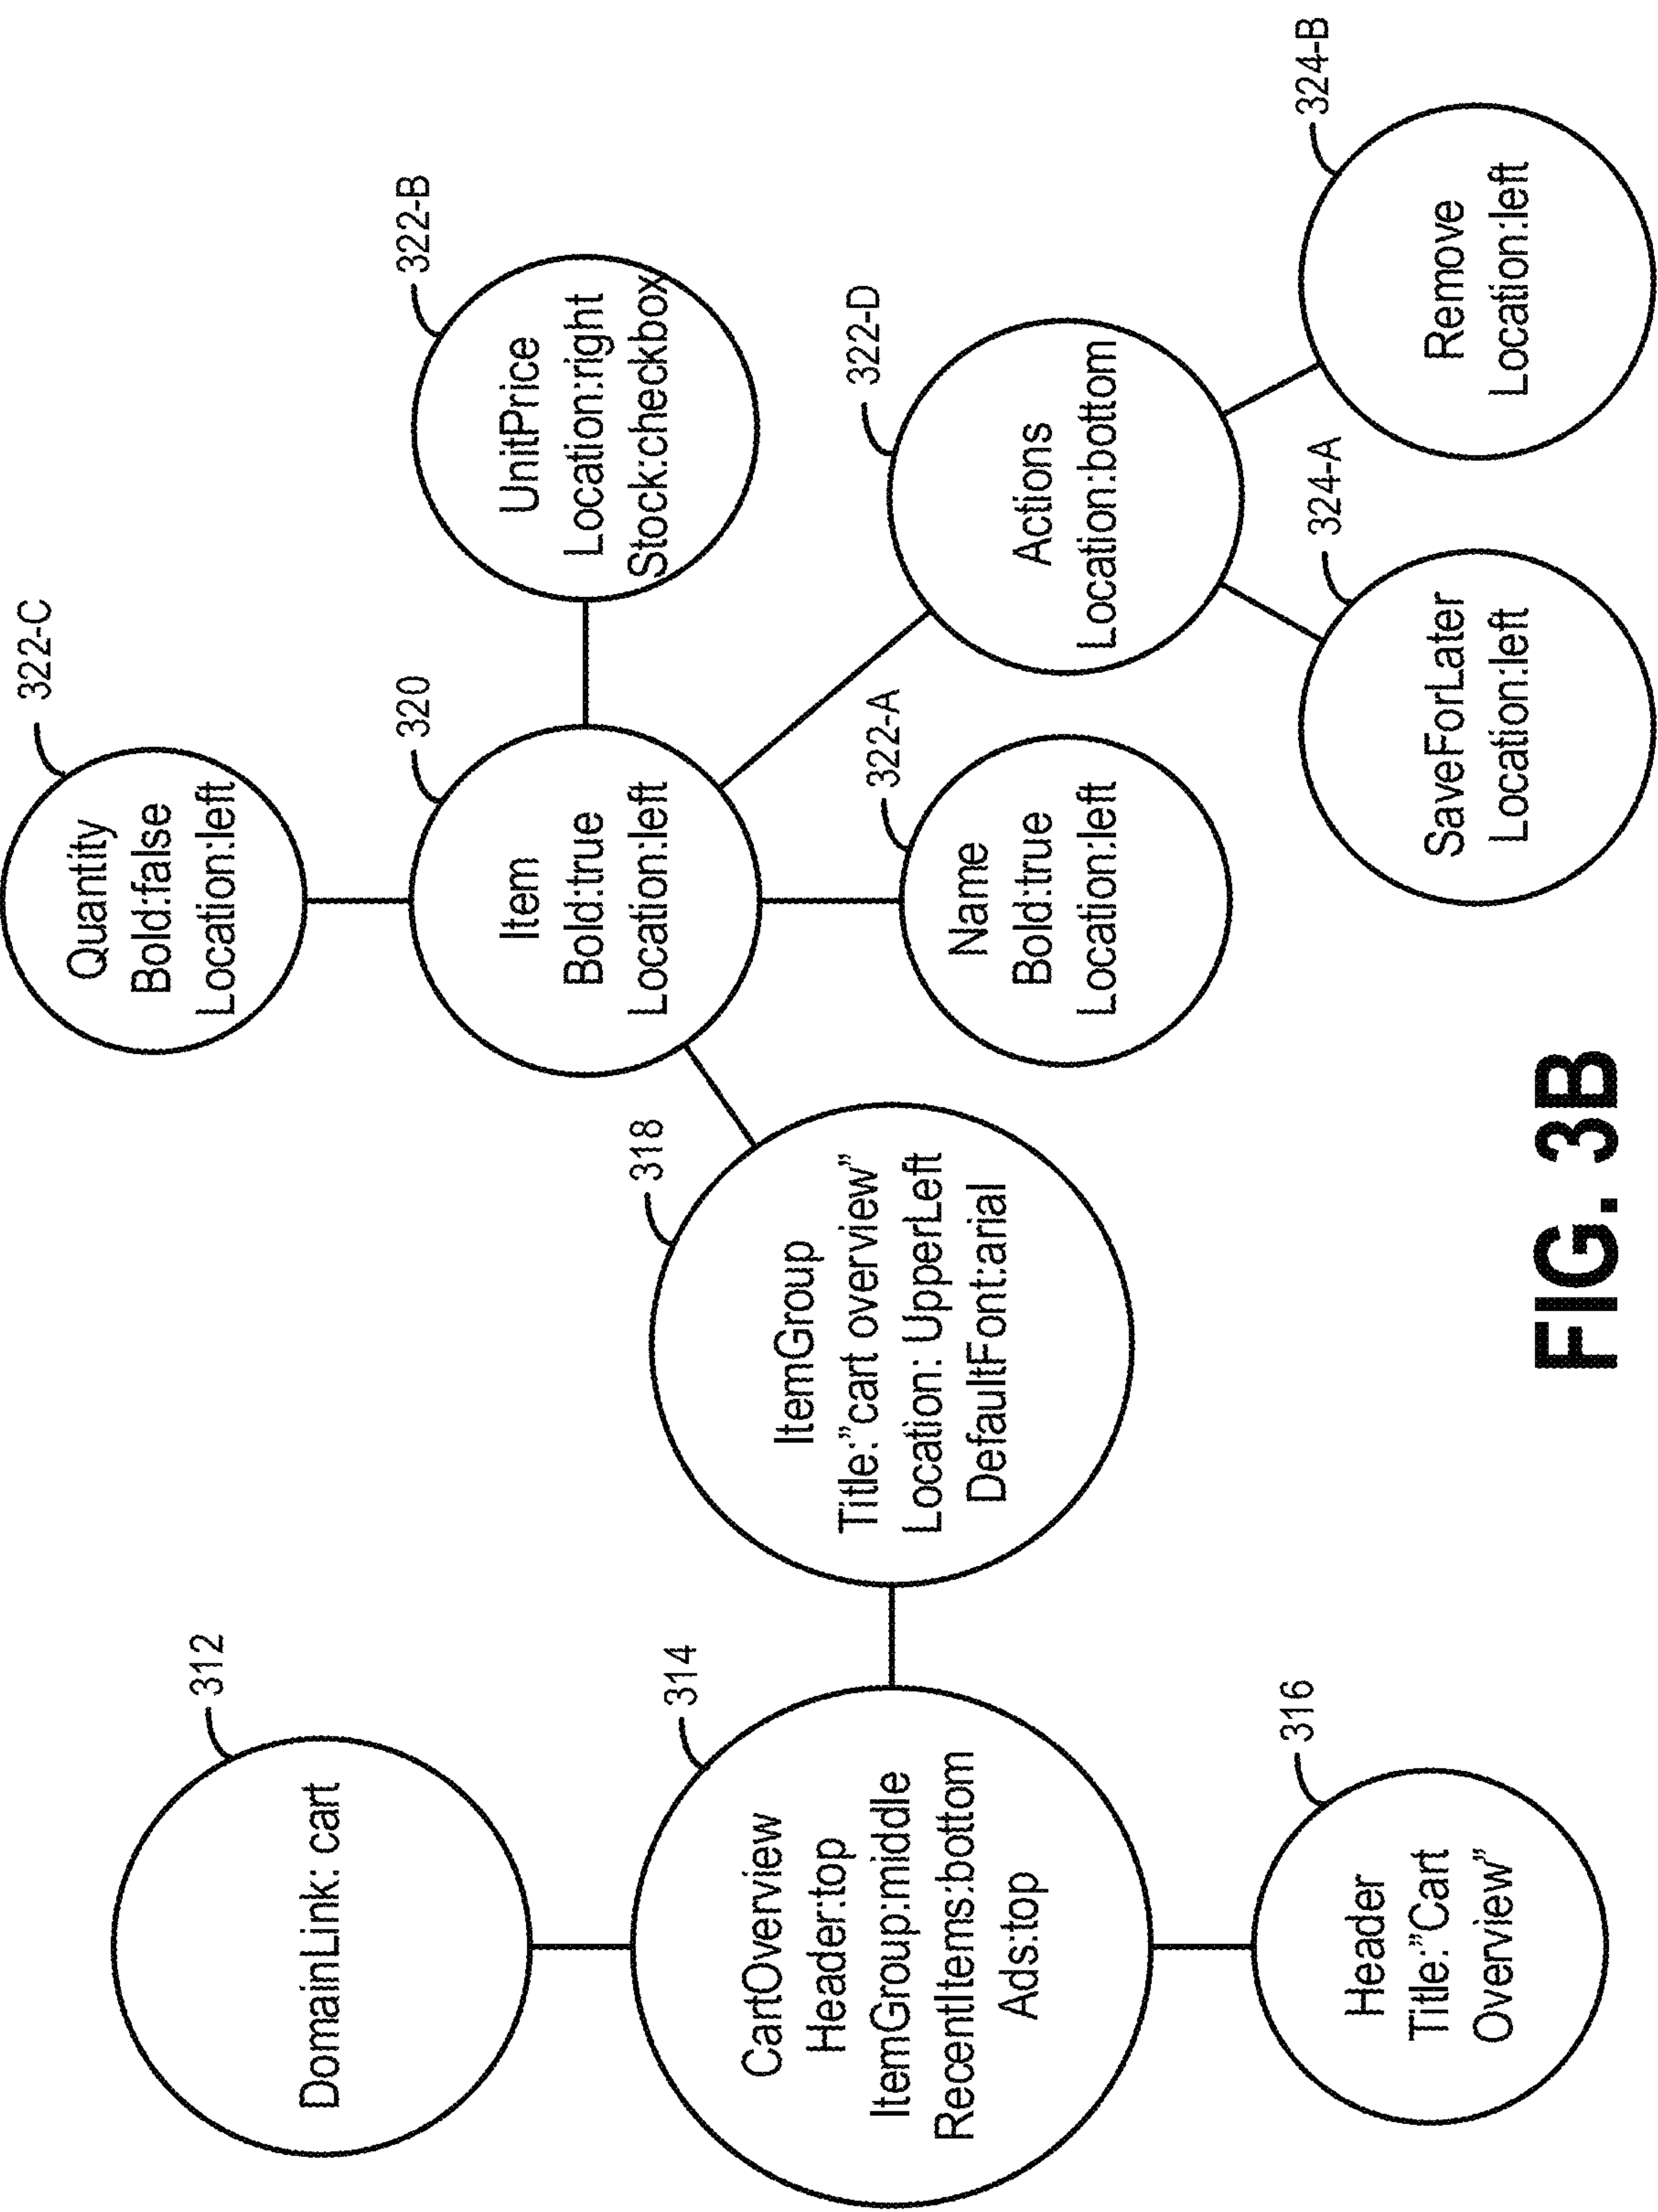 312
DomainLink: cart
314
CartOverview
Header:top
ItemGroup:middle
RecentItems:bottom
Ads:top
316
Header
Title:”Cart
Overview”
318
ItemGroup
Title:”cart overview”
Location: UpperLeft
DefaultFont:arial
322-C
Quantity
Bold:false
Location:left
320
Item
Bold:true
Location:left
322-A
Name
Bold:true
Location:left
322-B
UnitPrice
Location:right
Stock:checkbox
322-D
Actions
Location:bottom
324-A
SaveForLater
Location:left
324-B
Remove
Location:left
FIG. 3B